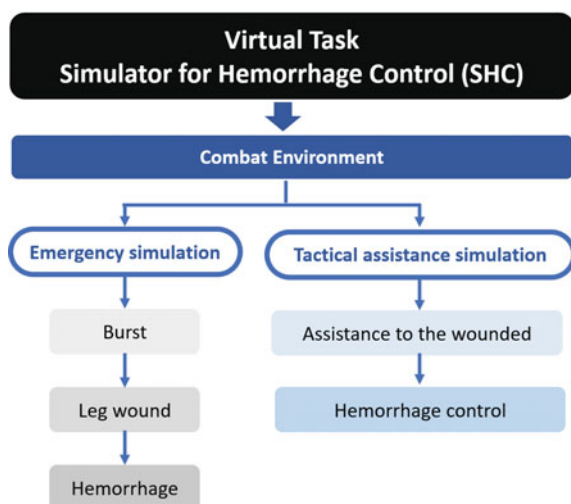 Virtual Task
Simulator for Hemorrhage Control (SHC)
Combat Environment
Emergency simulation
Burst
Leg wound
Hemorrhage
Tactical assistance simulation
Assistance to the wounded
Hemorrhage control